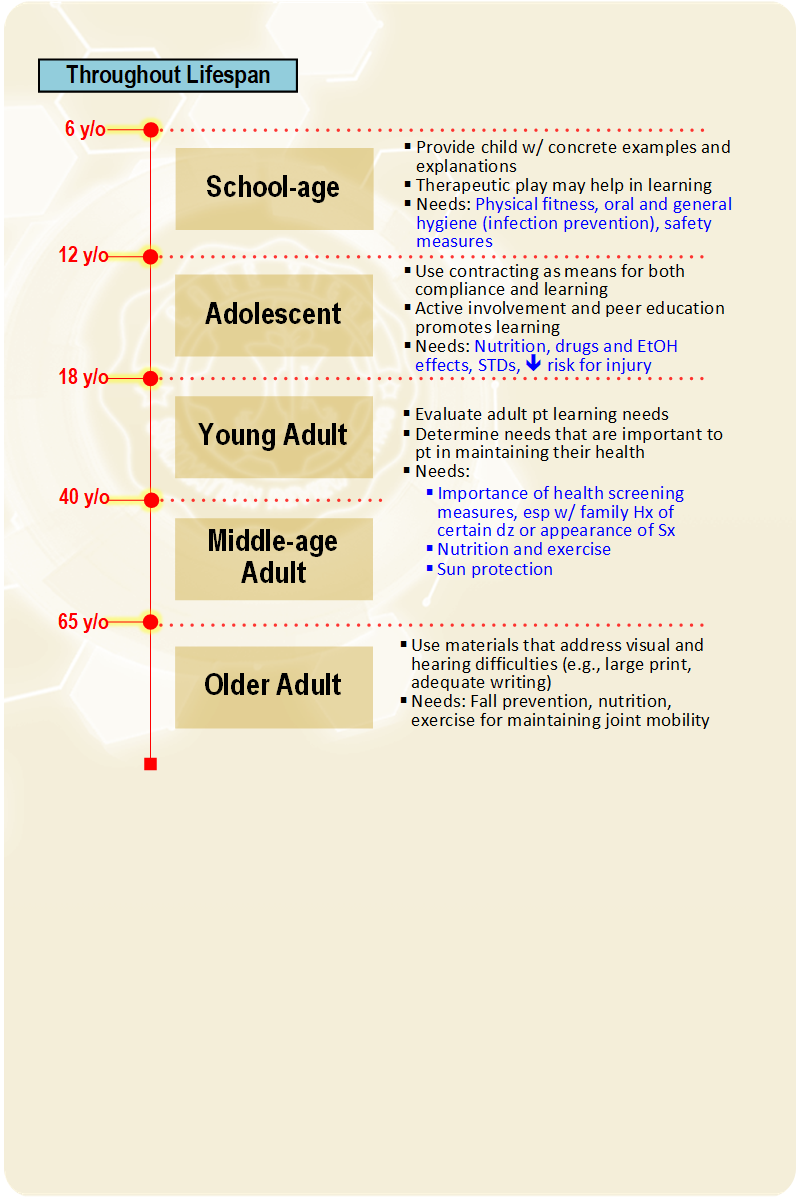 Throughout Lifespan
6 y/o
School-age
▪ Provide child w/ concrete examples and
explanations
▪ Therapeutic play may help in learning
▪ Needs: Physical fitness, oral and general
hygiene (infection prevention), safety
measures
12 y/o
Adolescent
▪ Use contracting as means for both
compliance and learning
▪ Active involvement and peer education
promotes learning
▪ Needs: Nutrition, drugs and EtOH
effects, STDs, 🡻 risk for injury
18 y/o
Young Adult
▪ Evaluate adult pt learning needs
▪ Determine needs that are important to
pt in maintaining their health
▪ Needs:
▪ Importance of health screening
measures, esp w/ family Hx of
certain dz or appearance of Sx
▪ Nutrition and exercise
▪ Sun protection
40 y/o
Middle-age
Adult
65 y/o
Older Adult
▪ Use materials that address visual and
hearing difficulties (e.g., large print,
adequate writing)
▪ Needs: Fall prevention, nutrition,
exercise for maintaining joint mobility